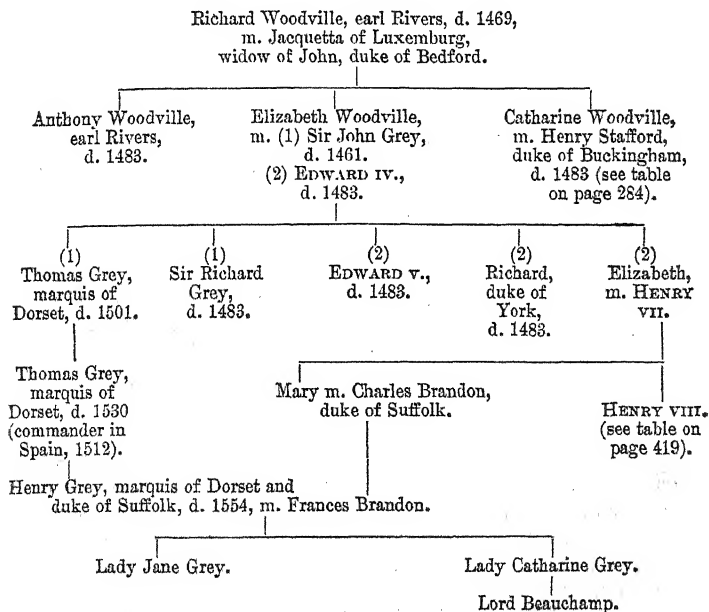 Richard Woodville, earl Rivers, d. 1469,
m. Jacquetta of Luxemburg,
widow of John, duke of Bedford.
Anthony Woodville,
earl Rivers,
d. 1483.
Elizabeth Woodville,
m. (1) Sir John Grey,
d. 1461.
(2) EDWARD IV.,
d. 1483.
Catharine Woodville,
m. Henry Stafford,
duke of Buckingham,
d. 1483 (see table
on page 284).
(1)
Thomas Grey,
marquis of
Dorset, d. 1501.
(1)
Sir Richard
Grey,
d. 1483.
(2)
EDWARD V.,
d. 1483.
(2)
Richard,
duke of
York,
d. 1483.
(2)
Elizabeth,
m. HENRY
VII.
Thomas Grey,
marquis of
Dorset, d. 1530
(commander in
Spain, 1512).
Mary m. Charles Brandon,
duke of Suffolk.
HENRY VIII.
(see table on
page 419).
Henry Grey, marquis of Dorset and
duke of Suffolk, d. 1554, m. Frances Brandon.
Lady Jane Grey.
Lady Catharine Grey.
Lord Beauchamp.